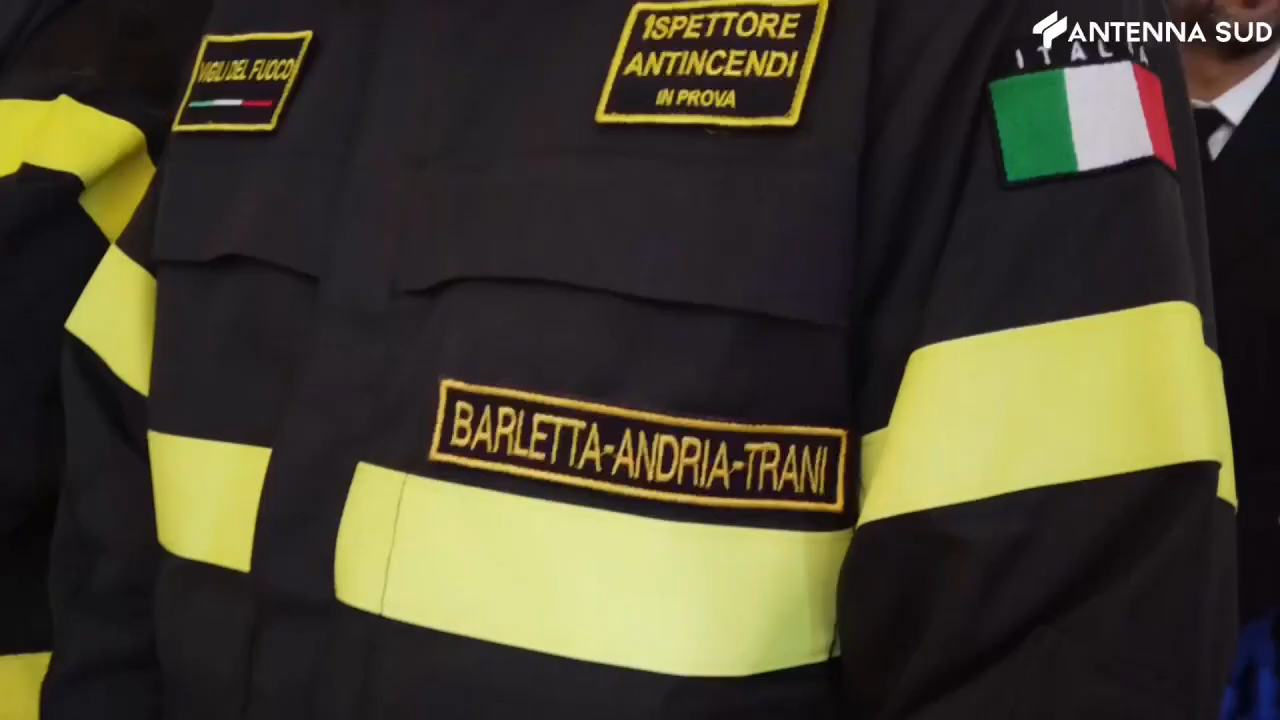 ANTENNA SUD
VIGILI DEL FUOCO
ISPETTORE
ANTINCENDI
IN PROVA
ITALIA
BARLETTA-ANDRIA-TRANI